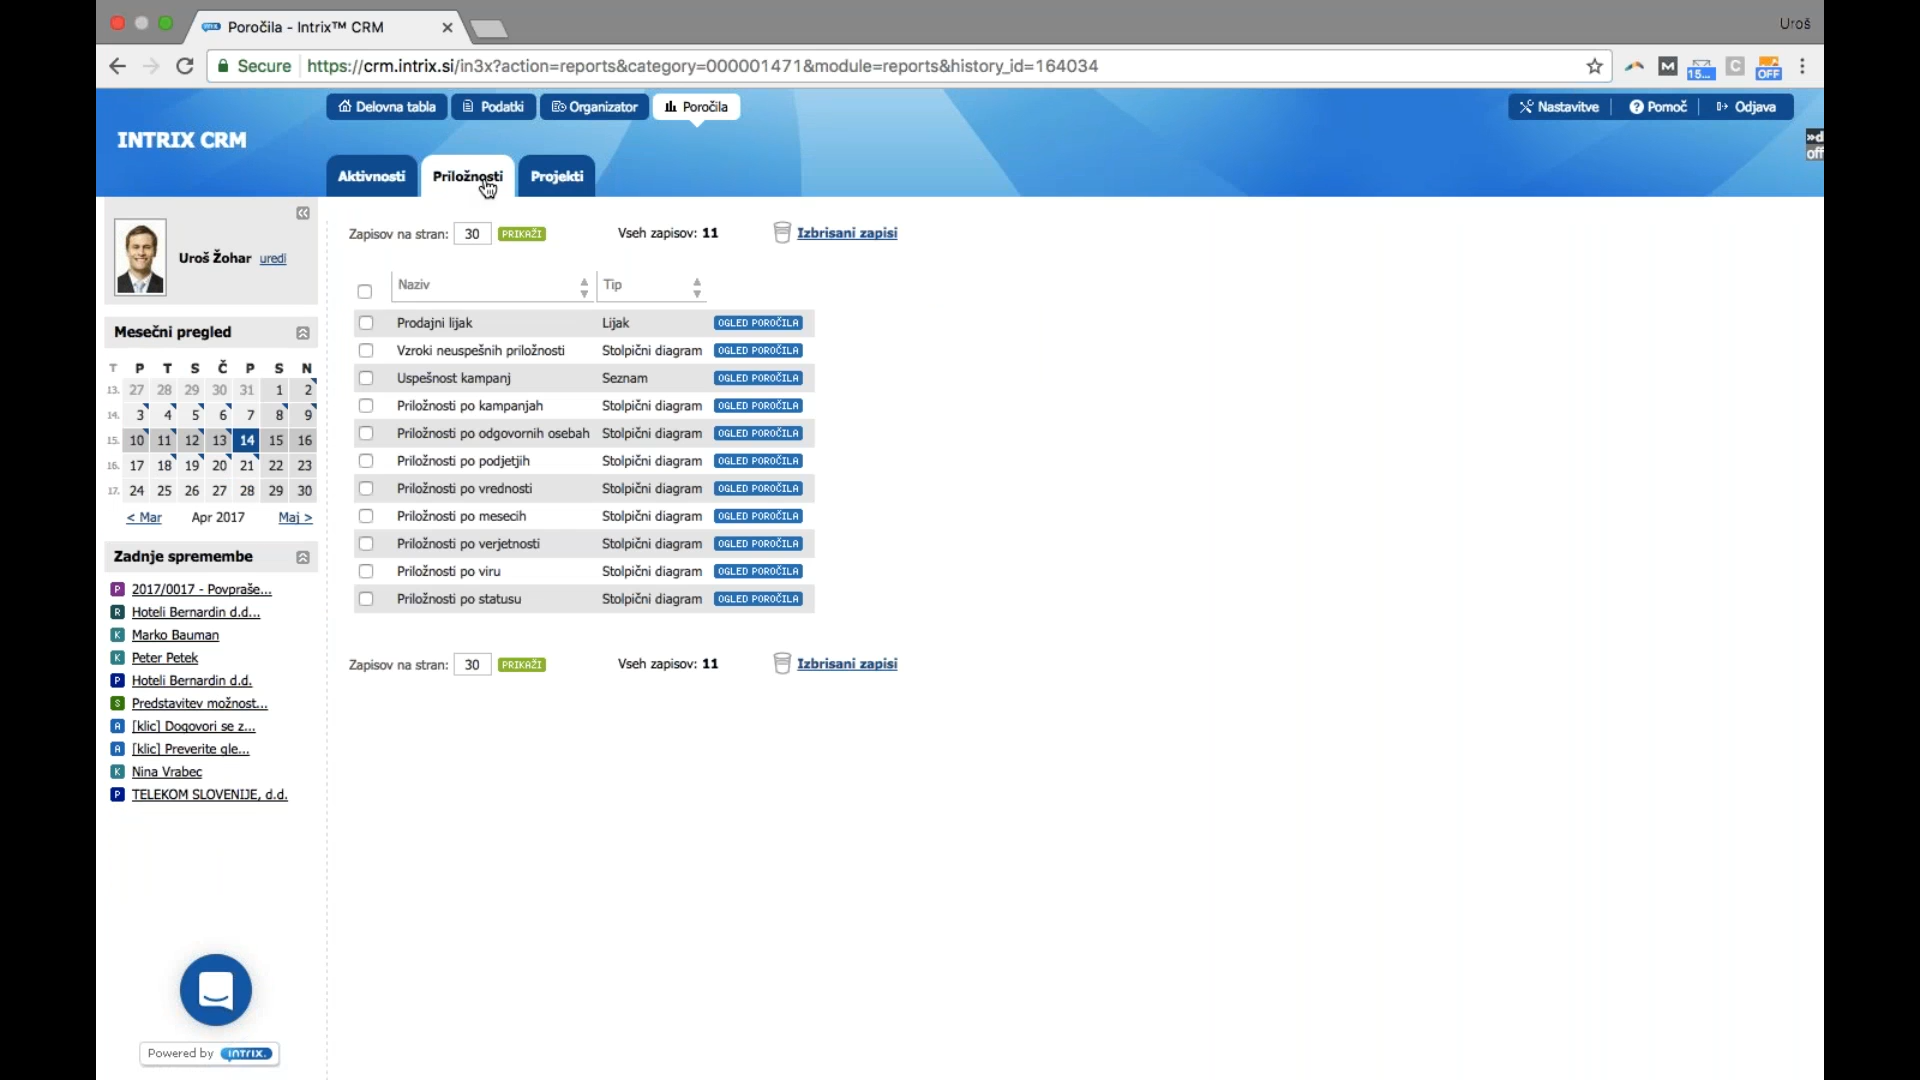 Poročila - Intrix™ CRM
Uroš
Secure https://crm.intrix.si/in3x?action=reports&category=000001471&module=reports&history_id=164034
M 15... C OFF
Delovna tabla Podatki Organizator Poročila
Nastavitve Pomoč Odjava
INTRIX CRM
»d
off
Aktivnosti Priložnosti Projekti
Uroš Žohar uredi
Zapisov na stran: 30 PRIKAŽI Vseh zapisov: 11 Izbrisani zapisi
Naziv Tip
Prodajni lijak Lijak OGLED POROČILA
Vzroki neuspešnih priložnosti Stolpični diagram OGLED POROČILA
Uspešnost kampanj Seznam OGLED POROČILA
Priložnosti po kampanjah Stolpični diagram OGLED POROČILA
Priložnosti po odgovornih osebah Stolpični diagram OGLED POROČILA
Priložnosti po podjetjih Stolpični diagram OGLED POROČILA
Priložnosti po vrednosti Stolpični diagram OGLED POROČILA
Priložnosti po mesecih Stolpični diagram OGLED POROČILA
Priložnosti po verjetnosti Stolpični diagram OGLED POROČILA
Priložnosti po viru Stolpični diagram OGLED POROČILA
Priložnosti po statusu Stolpični diagram OGLED POROČILA
Zapisov na stran: 30 PRIKAŽI Vseh zapisov: 11 Izbrisani zapisi
Mesečni pregled
T P T S Č P S N
13. 27 28 29 30 31 1 2
14. 3 4 5 6 7 8 9
15. 10 11 12 13 14 15 16
16. 17 18 19 20 21 22 23
17. 24 25 26 27 28 29 30
< Mar Apr 2017 Maj >
Zadnje spremembe
P 2017/0017 - Povpraše...
R Hoteli Bernardin d.d...
K Marko Bauman
K Peter Petek
P Hoteli Bernardin d.d.
S Predstavitev možnost...
A [klic] Dogovori se z...
A [klic] Preverite gle...
K Nina Vrabec
P TELEKOM SLOVENIJE, d.d.
Powered by INTRIX.